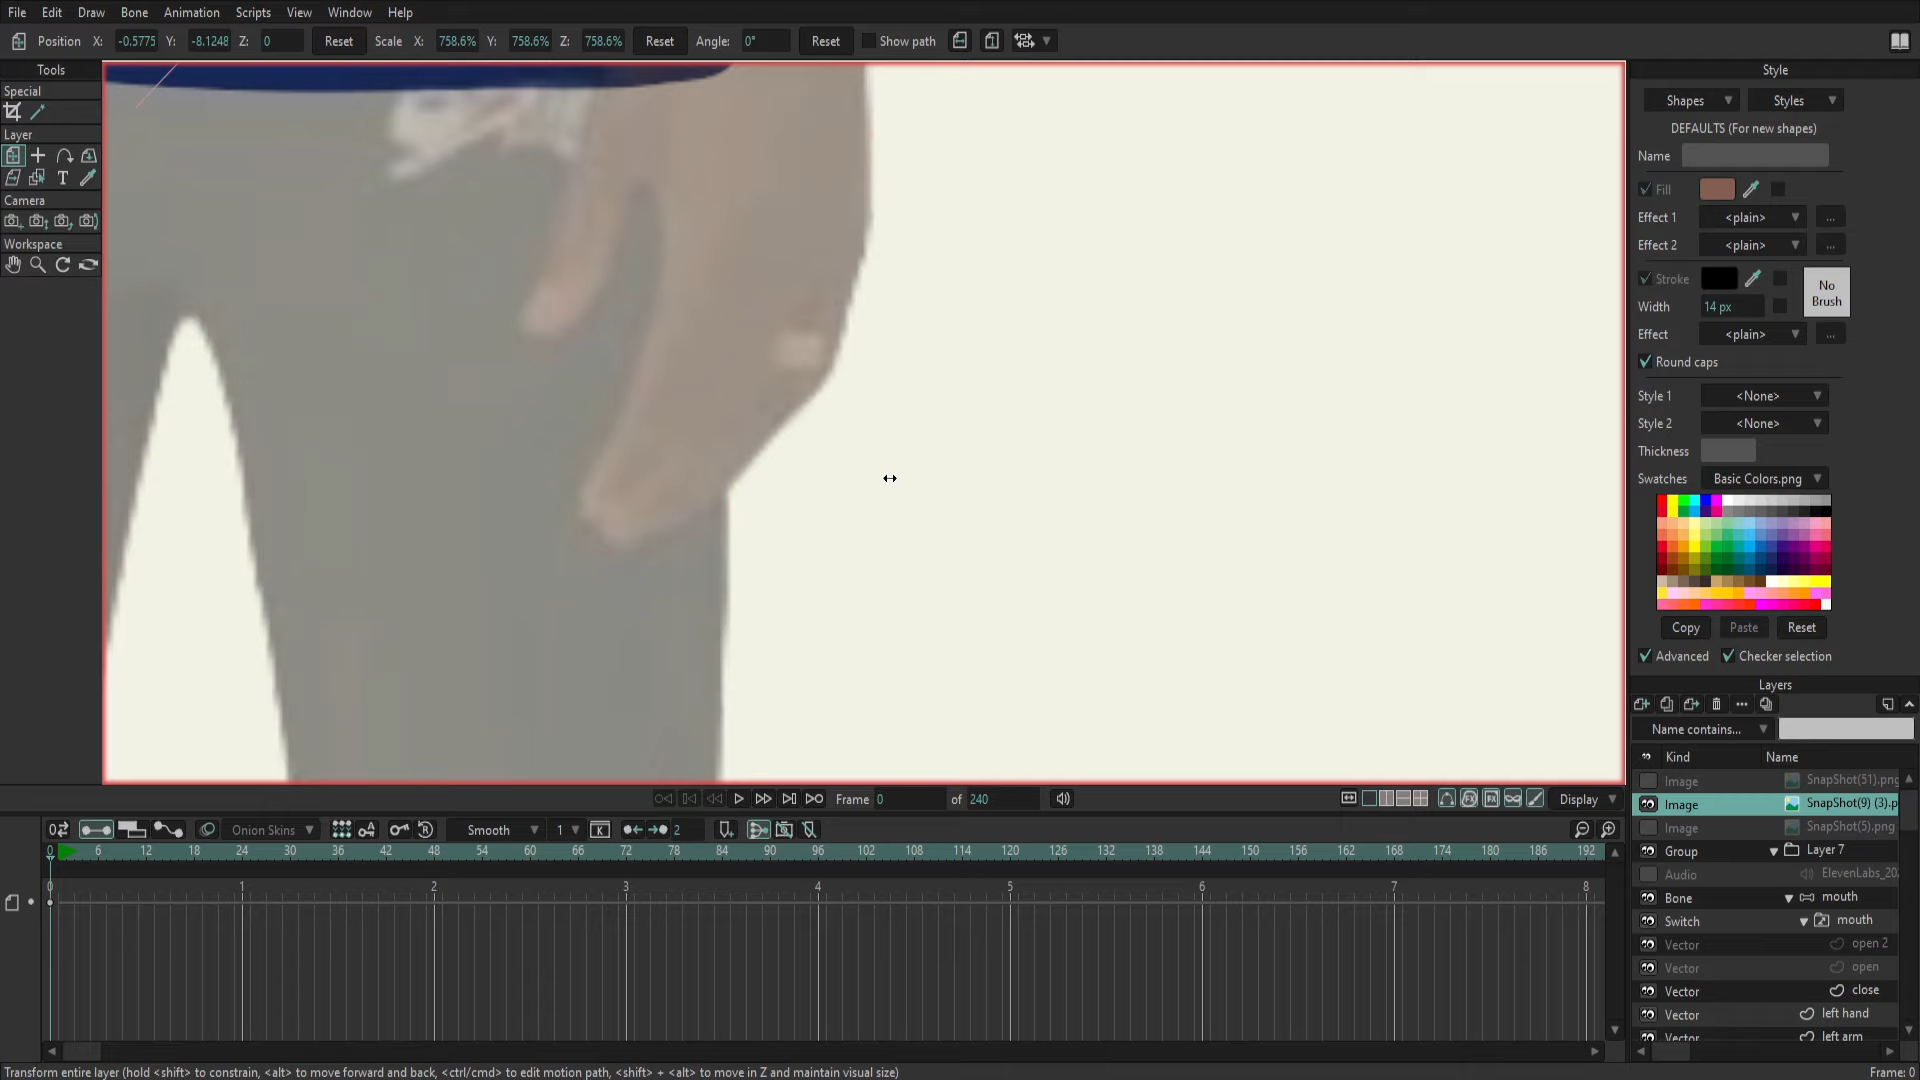 File Edit Draw Bone Animation Scripts View Window Help
Position X: -0.5775 Y: -8.1248 Z: 0 Reset Scale X: 758.6% Y: 758.6% Z: 758.6% Reset Angle: 0° Reset Show path
Tools
Special
Layer
T
Camera
Workspace
Style
Shapes Styles
DEFAULTS (For new shapes)
Name
Fill
Effect 1 <plain> ...
Effect 2 <plain> ...
Stroke
No Brush
Width 14 px
Effect <plain> ...
Round caps
Style 1 <None>
Style 2 <None>
Thickness
Swatches Basic Colors.png
Copy Paste Reset
Advanced Checker selection
Layers
Name contains...
Kind Name
Image SnapShot(51).png
Image SnapShot(9) (3).p
Image SnapShot(5).png
Group Layer 7
Audio ElevenLabs_20
Bone mouth
Switch mouth
Vector open 2
Vector open
Vector close
Vector left hand
Vector left arm
Frame 0 of 240 Display
Onion Skins Smooth 1 K 2
0 6 12 18 24 30 36 42 48 54 60 66 72 78 84 90 96 102 108 114 120 126 132 138 144 150 156 162 168 174 180 186 192
0 1 2 3 4 5 6 7 8
Transform entire layer (hold <shift> to constrain, <alt> to move forward and back, <ctrl/cmd> to edit motion path, <shift> + <alt> to move in Z and maintain visual size) Frame: 0